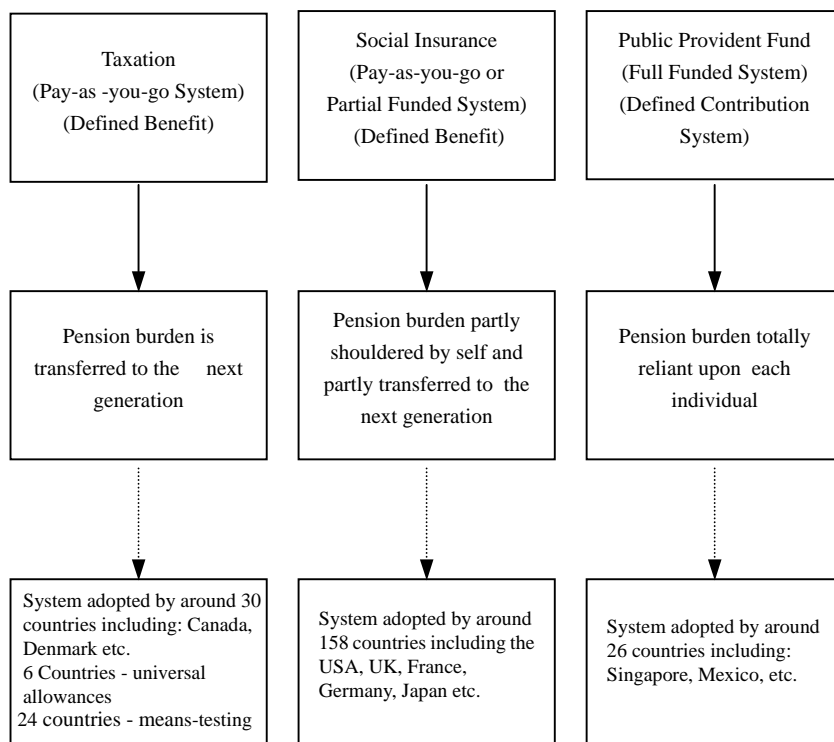 Taxation
(Pay-as -you-go System)
(Defined Benefit)
Social Insurance
(Pay-as-you-go or
Partial Funded System)
(Defined Benefit)
Public Provident Fund
(Full Funded System)
(Defined Contribution
System)
Pension burden is
transferred to the next
generation
Pension burden partly
shouldered by self and
partly transferred to the
next generation
Pension burden totally
reliant upon each
individual
System adopted by around 30
countries including: Canada,
Denmark etc.
6 Countries - universal
allowances
24 countries - means-testing
System adopted by around
158 countries including the
USA, UK, France,
Germany, Japan etc.
System adopted by around
26 countries including:
Singapore, Mexico, etc.